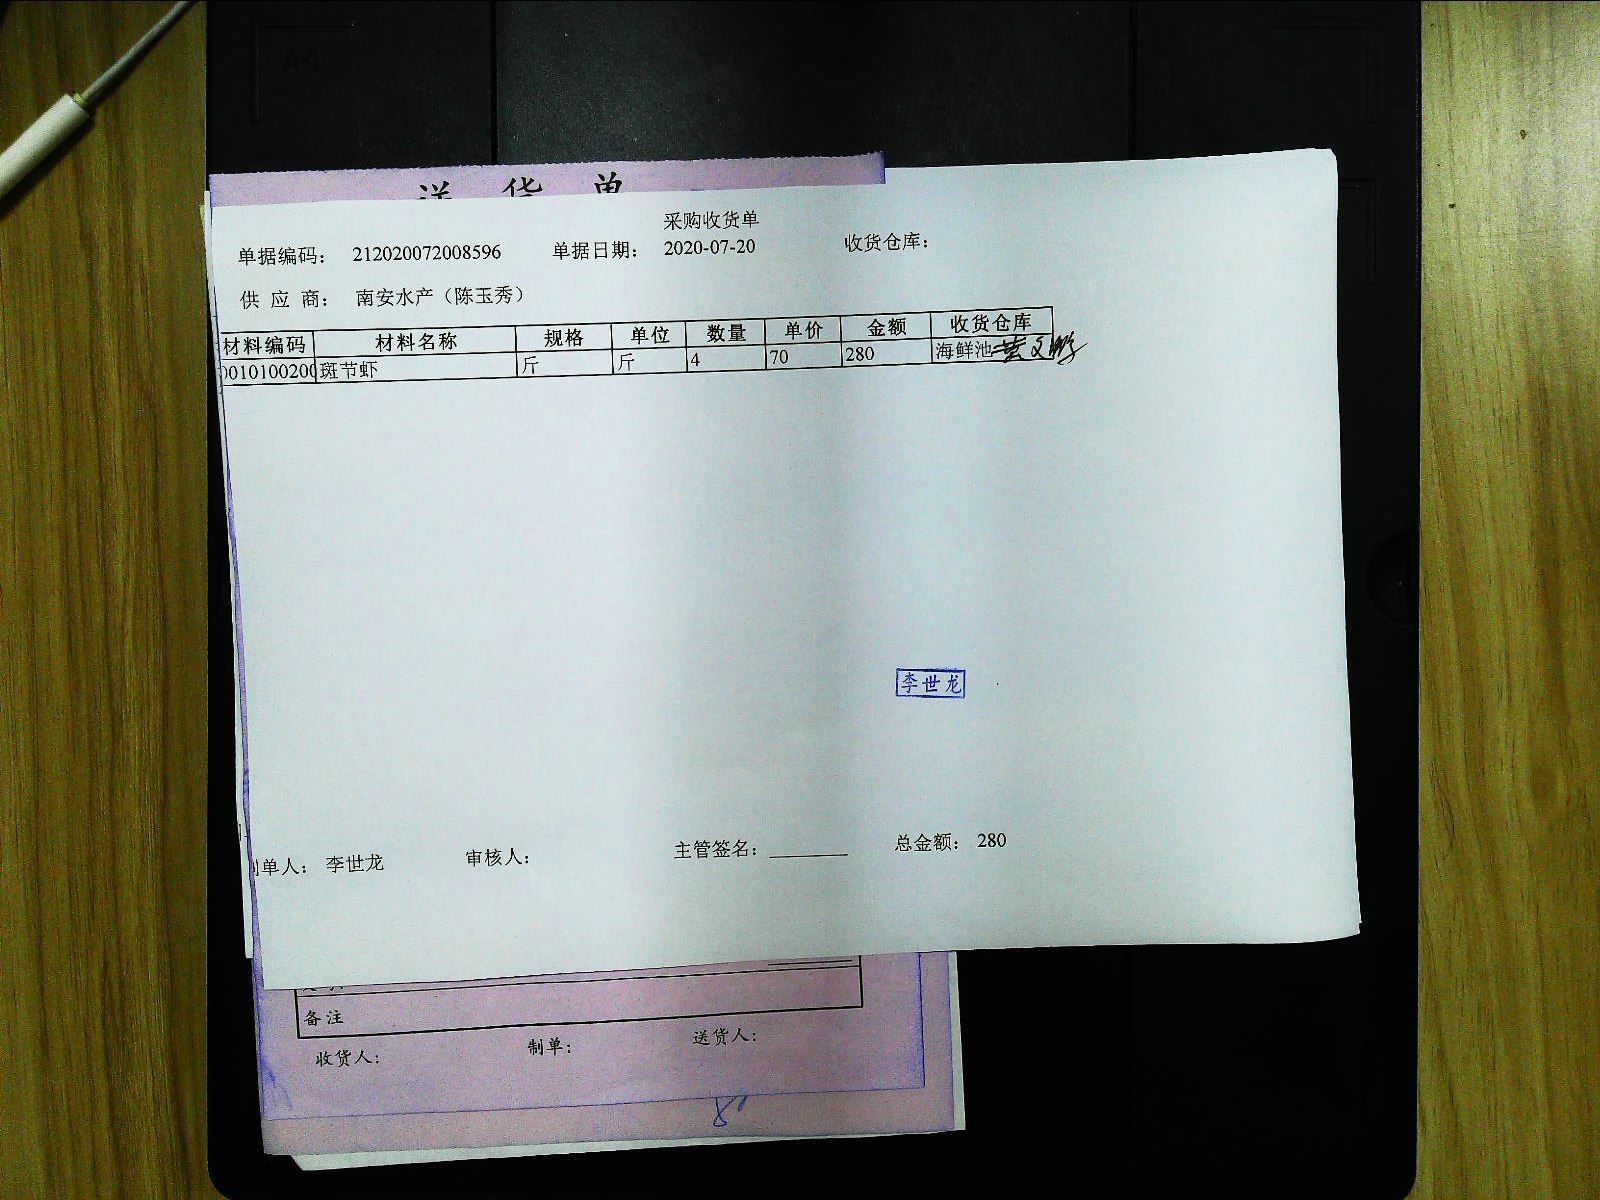 送 货 单
采购收货单
单据编码： 212020072008596 单据日期： 2020-07-20 收货仓库：
供 应 商： 南安水产（陈玉秀）
材料编码 材料名称 规格 单位 数量 单价 金额 收货仓库
0010100200 斑节虾 斤 斤 4 70 280 海鲜池
李世龙
制单人： 李世龙 审核人： 主管签名：________ 总金额： 280
备注
收货人： 制单： 送货人：